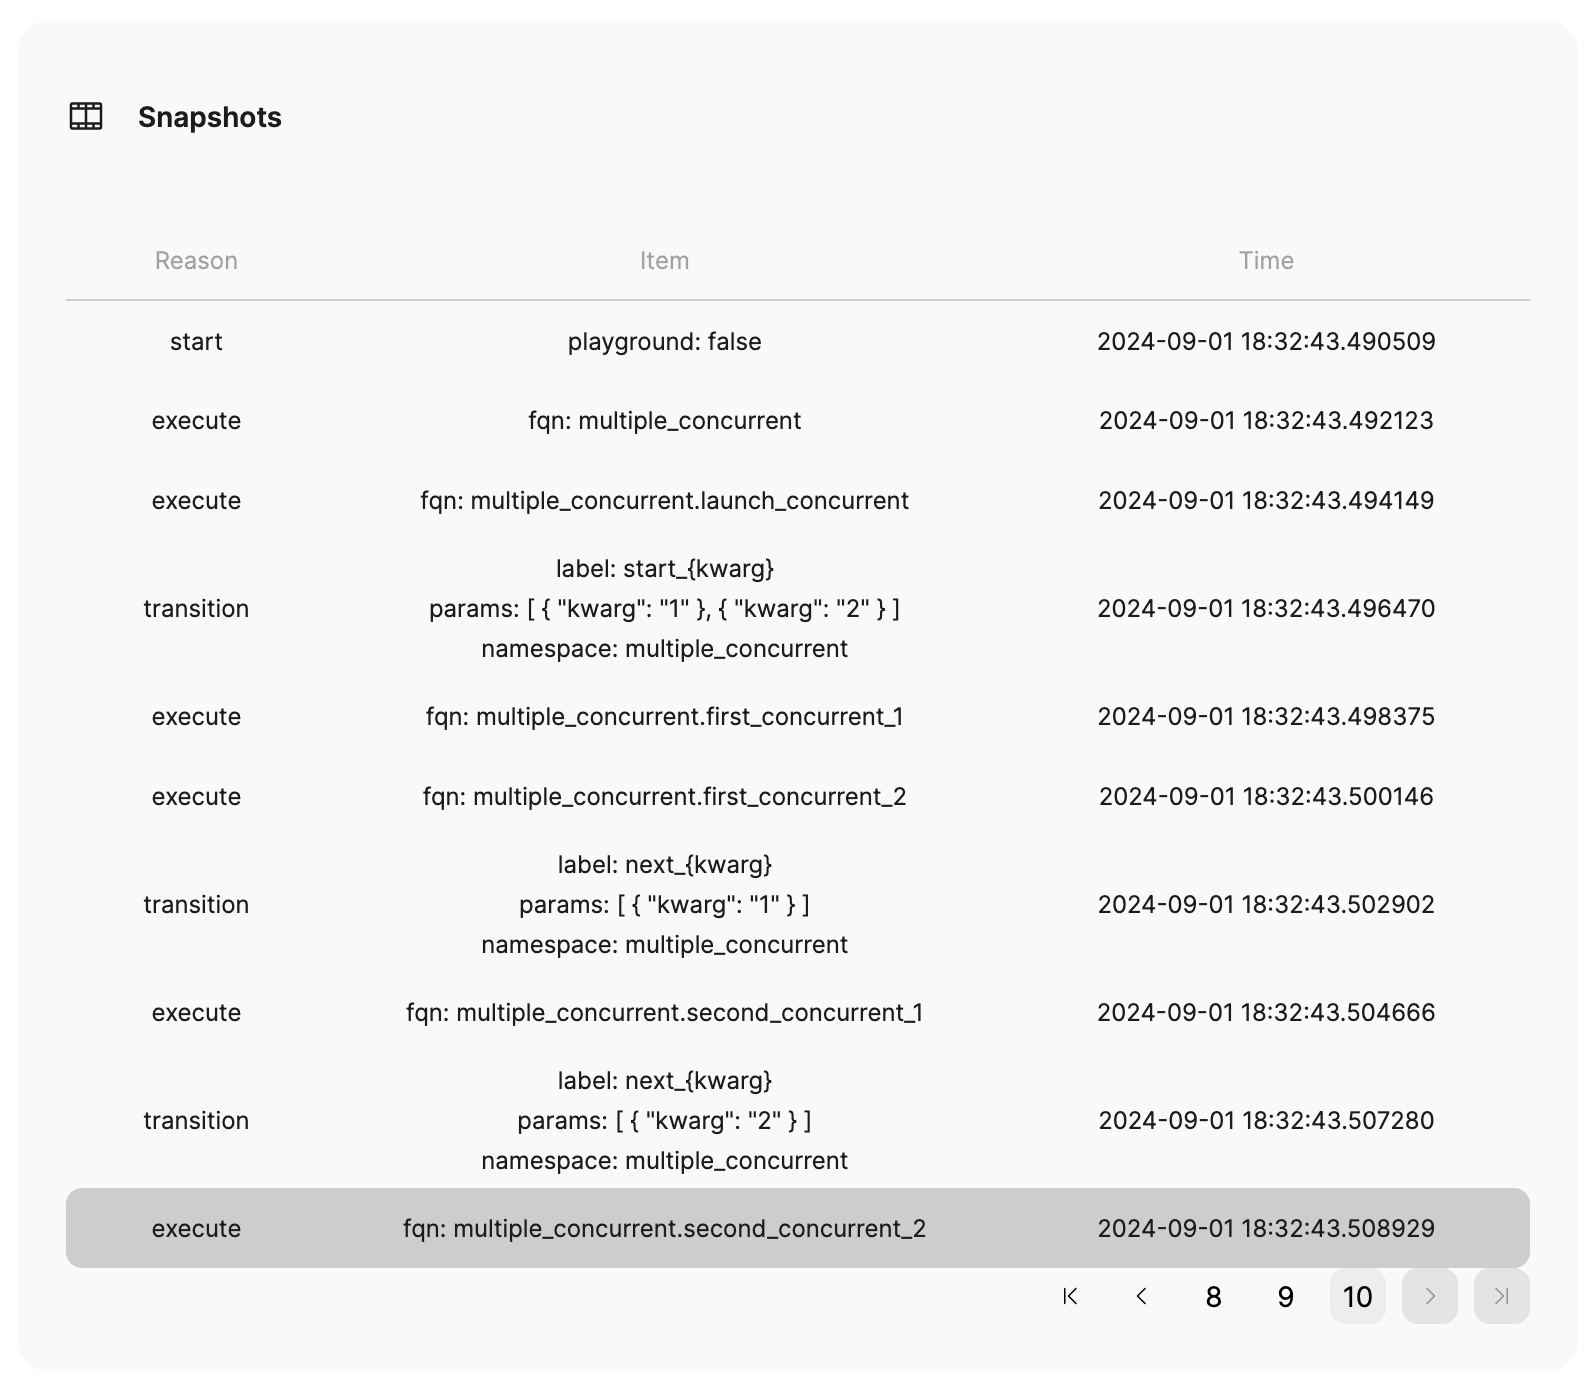 Snapshots
Reason Item Time
start playground: false 2024-09-01 18:32:43.490509
execute fqn: multiple_concurrent 2024-09-01 18:32:43.492123
execute fqn: multiple_concurrent.launch_concurrent 2024-09-01 18:32:43.494149
label: start_{kwarg}
transition params: [ { "kwarg": "1" }, { "kwarg": "2" } ] 2024-09-01 18:32:43.496470
namespace: multiple_concurrent
execute fqn: multiple_concurrent.first_concurrent_1 2024-09-01 18:32:43.498375
execute fqn: multiple_concurrent.first_concurrent_2 2024-09-01 18:32:43.500146
label: next_{kwarg}
transition params: [ { "kwarg": "1" } ] 2024-09-01 18:32:43.502902
namespace: multiple_concurrent
execute fqn: multiple_concurrent.second_concurrent_1 2024-09-01 18:32:43.504666
label: next_{kwarg}
transition params: [ { "kwarg": "2" } ] 2024-09-01 18:32:43.507280
namespace: multiple_concurrent
execute fqn: multiple_concurrent.second_concurrent_2 2024-09-01 18:32:43.508929
8 9 10